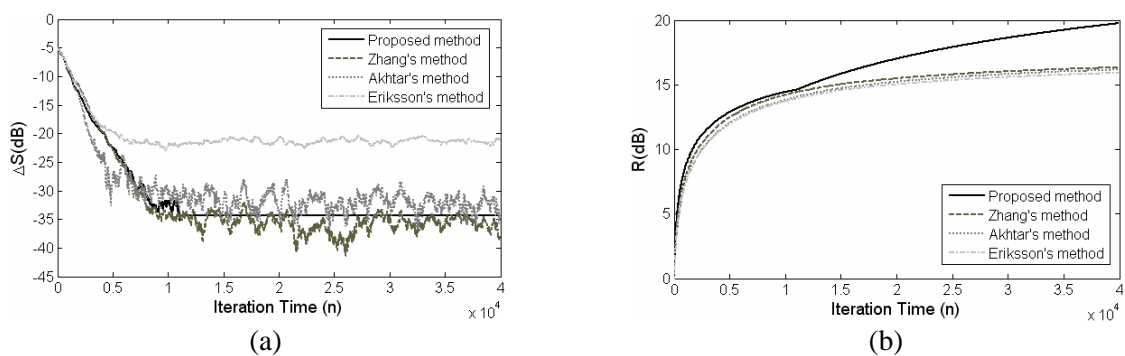 0
-5
-10
-15
-20
-25
-30
-35
-40
-45
ΔS(dB)
Proposed method
Zhang's method
Akhtar's method
Eriksson's method
0 0.5 1 1.5 2 2.5 3 3.5 4
Iteration Time (n)
x 10^4
(a)
20
15
10
5
0
R(dB)
Proposed method
Zhang's method
Akhtar's method
Eriksson's method
0 0.5 1 1.5 2 2.5 3 3.5 4
Iteration Time (n)
x 10^4
(b)